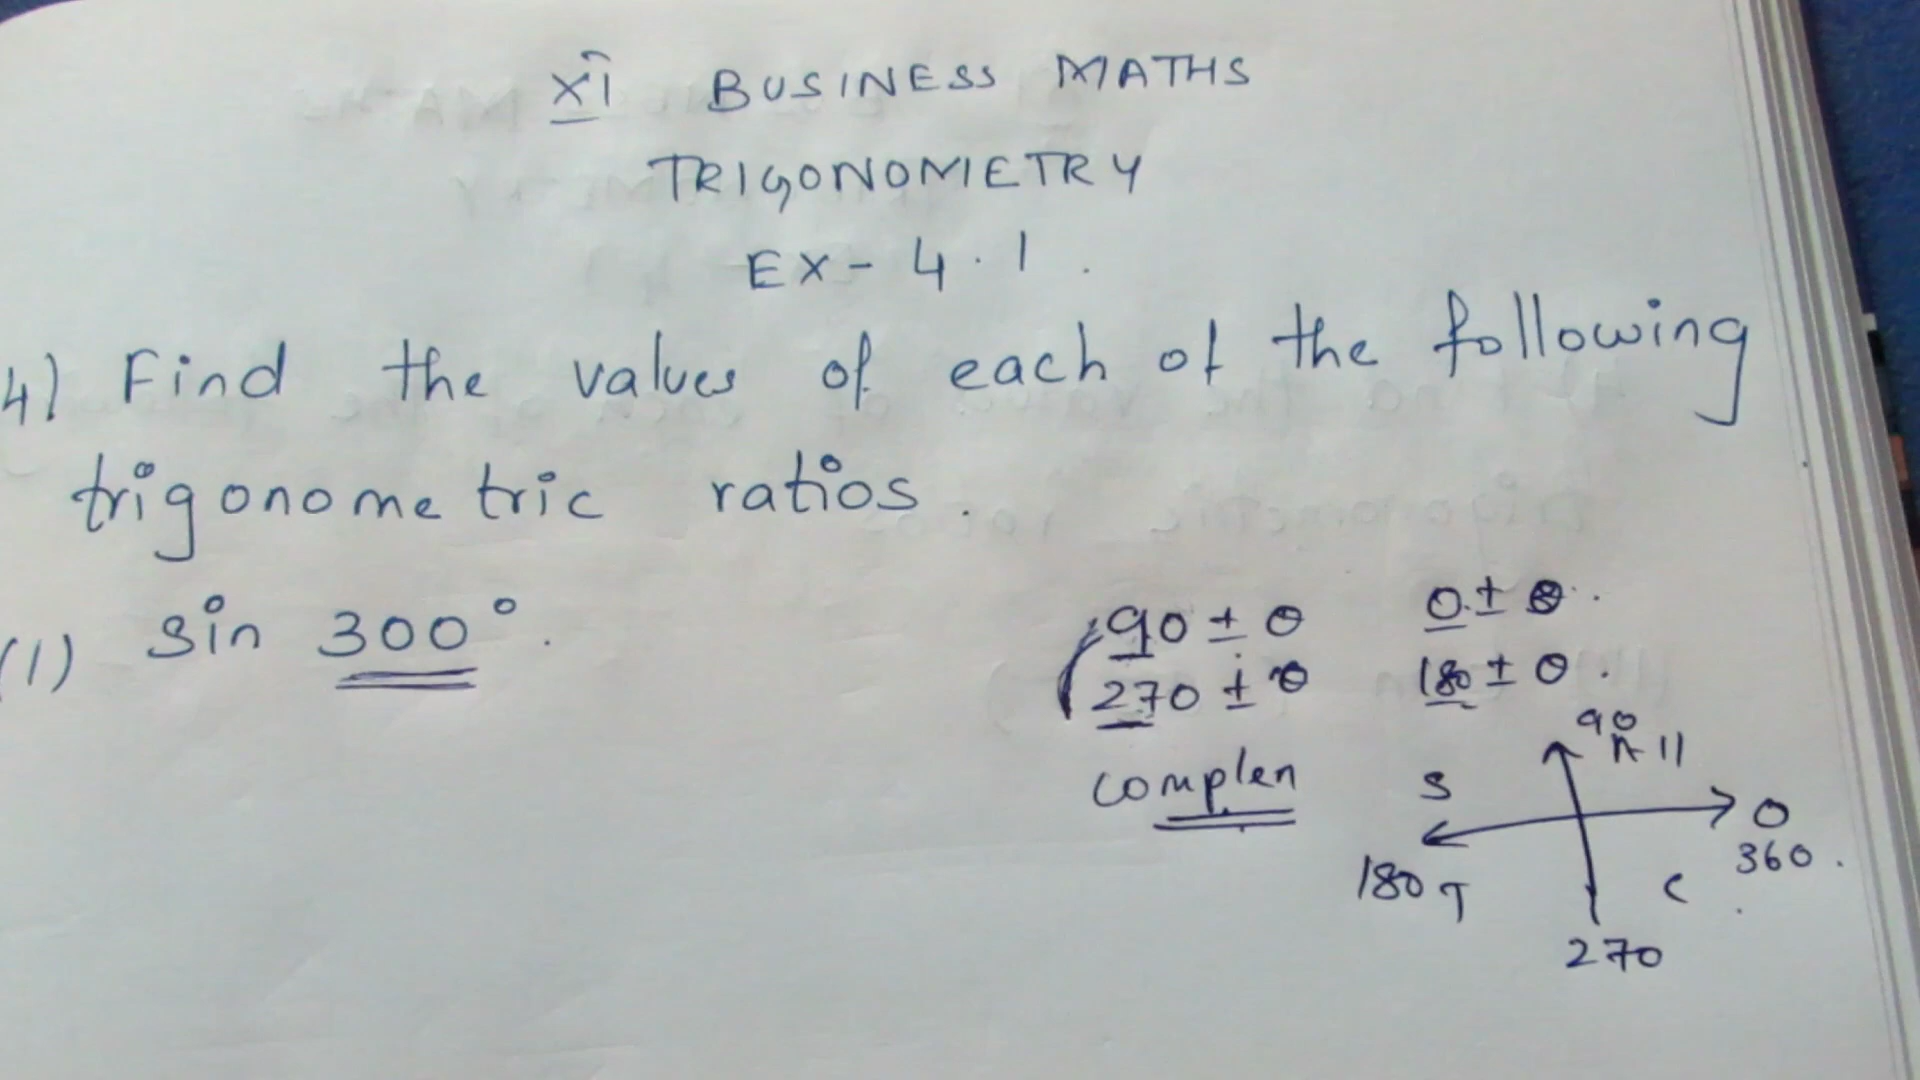 XI BUSINESS MATHS
TRIGONOMETRY
EX - 4.1.
4) Find the values of each of the following
trigonometric ratios.
(1) Sin 300°.
90 ± θ 0 ± θ.
270 ± θ 180 ± θ.
complen
90
All
S
0
360.
180 T C
270